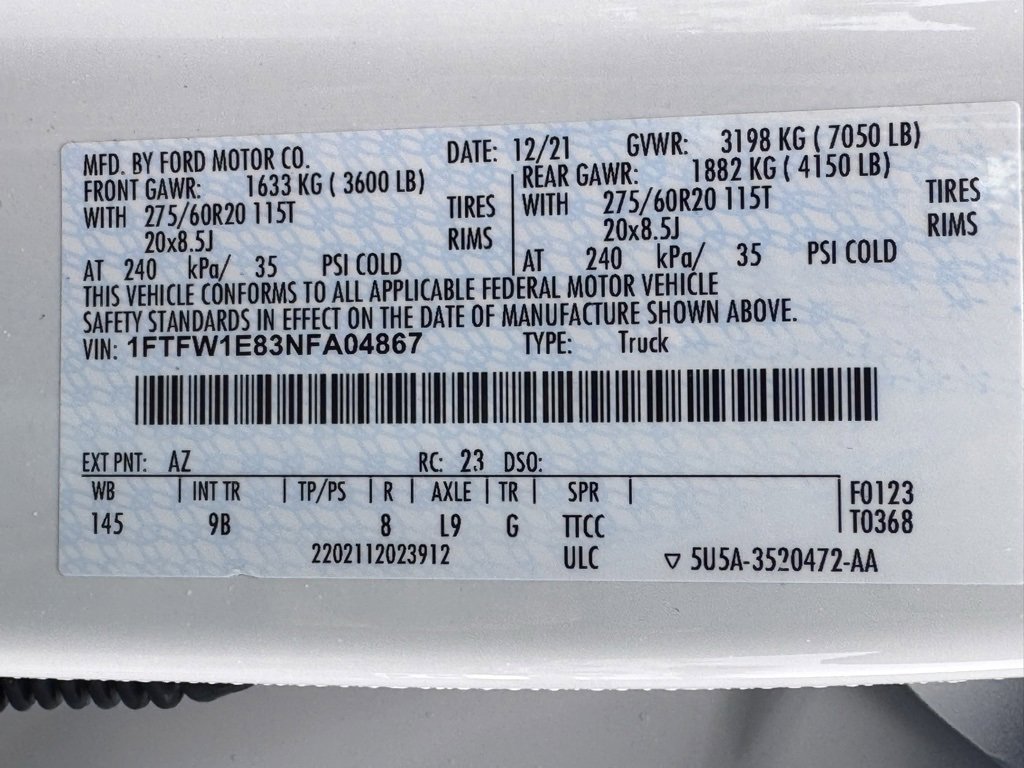 MFD. BY FORD MOTOR CO. DATE: 12/21 GVWR: 3198 KG ( 7050 LB)
FRONT GAWR: 1633 KG ( 3600 LB) REAR GAWR: 1882 KG ( 4150 LB)
WITH 275/60R20 115T TIRES WITH 275/60R20 115T TIRES
20x8.5J RIMS 20x8.5J RIMS
AT 240 kPa/ 35 PSI COLD AT 240 kPa/ 35 PSI COLD
THIS VEHICLE CONFORMS TO ALL APPLICABLE FEDERAL MOTOR VEHICLE
SAFETY STANDARDS IN EFFECT ON THE DATE OF MANUFACTURE SHOWN ABOVE.
VIN: 1FTFW1E83NFA04867 TYPE: Truck
EXT PNT: AZ RC: 23 DSO:
WB INT TR TP/PS R AXLE TR SPR F0123
145 9B 8 L9 G TTCC T0368
2202112023912 ULC ▽ 5U5A-3520472-AA